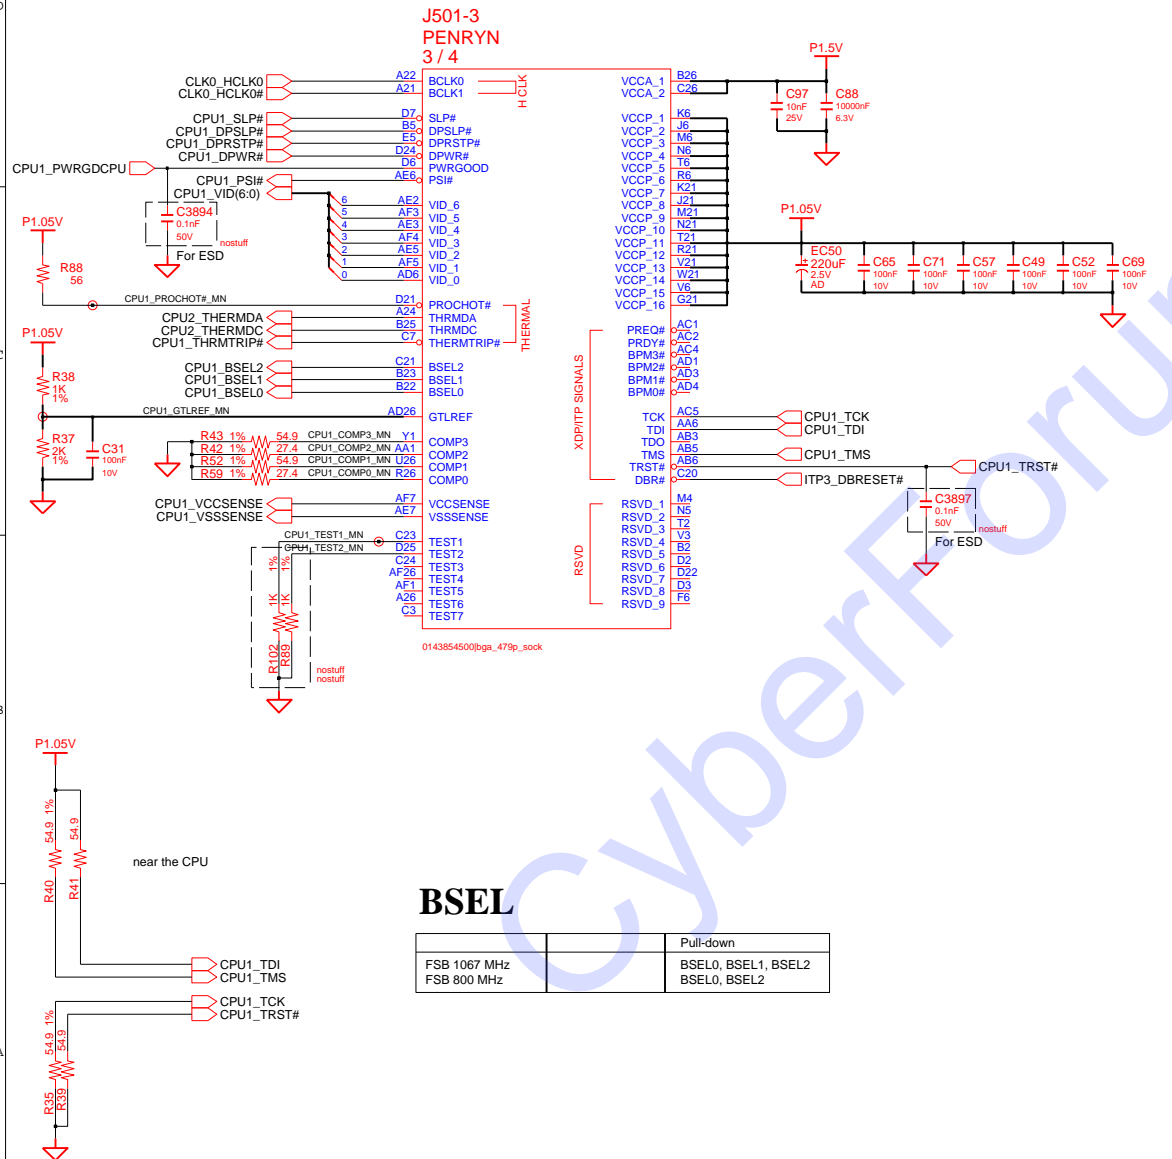 J501-3
PENRYN
3 / 4
CLK0_HCLK0 A22 BCLK0
CLK0_HCLK0# A21 BCLK1
H CLK
CPU1_SLP# D7 SLP#
CPU1_DPSLP# B5 DPSLP#
CPU1_DPRSTP# E5 DPRSTP#
CPU1_DPWR# D24 DPWR#
CPU1_PWRGDCPU D6 PWRGOOD
CPU1_PSI# AE6 PSI#
CPU1_VID(6:0)
6 AE2 VID_6
5 AF3 VID_5
4 AE3 VID_4
3 AF4 VID_3
2 AE5 VID_2
1 AF5 VID_1
0 AD6 VID_0
C3894
0.1nF
50V
nostuff
For ESD
P1.05V
R88
56
CPU1_PROCHOT#_MN D21 PROCHOT#
CPU2_THERMDA A24 THRMDA
CPU2_THERMDC B25 THRMDC
CPU1_THRMTRIP# C7 THERMTRIP#
THERMAL
P1.05V
R38
1K
1%
CPU1_BSEL2 C21 BSEL2
CPU1_BSEL1 B23 BSEL1
CPU1_BSEL0 B22 BSEL0
CPU1_GTLREF_MN AD26 GTLREF
R37
2K
1%
C31
100nF
10V
R43 1% 54.9 CPU1_COMP3_MN Y1 COMP3
R42 1% 27.4 CPU1_COMP2_MN AA1 COMP2
R52 1% 54.9 CPU1_COMP1_MN U26 COMP1
R59 1% 27.4 CPU1_COMP0_MN R26 COMP0
CPU1_VCCSENSE AF7 VCCSENSE
CPU1_VSSSENSE AE7 VSSSENSE
CPU1_TEST1_MN C23 TEST1
CPU1_TEST2_MN D25 TEST2
C24 TEST3
AF26 TEST4
AF1 TEST5
A26 TEST6
C3 TEST7
R102 1K 1%
R89 1K 1%
nostuff
nostuff
0143854500|bga_479p_sock
P1.5V
VCCA_1 B26
VCCA_2 C26
C97
10nF
25V
C88
10000nF
6.3V
VCCP_1 K6
VCCP_2 J6
VCCP_3 M6
VCCP_4 N6
VCCP_5 T6
VCCP_6 R6
VCCP_7 K21
VCCP_8 J21
VCCP_9 M21
VCCP_10 N21
VCCP_11 T21
VCCP_12 R21
VCCP_13 V21
VCCP_14 W21
VCCP_15 V6
VCCP_16 G21
P1.05V
EC50
220uF
2.5V
AD
C65
100nF
10V
C71
100nF
10V
C57
100nF
10V
C49
100nF
10V
C52
100nF
10V
C69
100nF
10V
PREQ# AC1
PRDY# AC2
BPM3# AC4
BPM2# AD1
BPM1# AD3
BPM0# AD4
XDP/ITP SIGNALS
TCK AC5 CPU1_TCK
TDI AA6 CPU1_TDI
TDO AB3
TMS AB5 CPU1_TMS
TRST# AB6 CPU1_TRST#
DBR# C20 ITP3_DBRESET#
C3897
0.1nF
50V
nostuff
For ESD
RSVD
RSVD_1 M4
RSVD_2 N5
RSVD_3 T2
RSVD_4 V3
RSVD_5 B2
RSVD_6 D2
RSVD_7 D22
RSVD_8 D3
RSVD_9 F6
P1.05V
R40 54.9 1%
R41 54.9
near the CPU
CPU1_TDI
CPU1_TMS
CPU1_TCK
CPU1_TRST#
R35 54.9 1%
R39 54.9
BSEL
Pull-down
FSB 1067 MHz BSEL0, BSEL1, BSEL2
FSB 800 MHz BSEL0, BSEL2
B
CyberForu